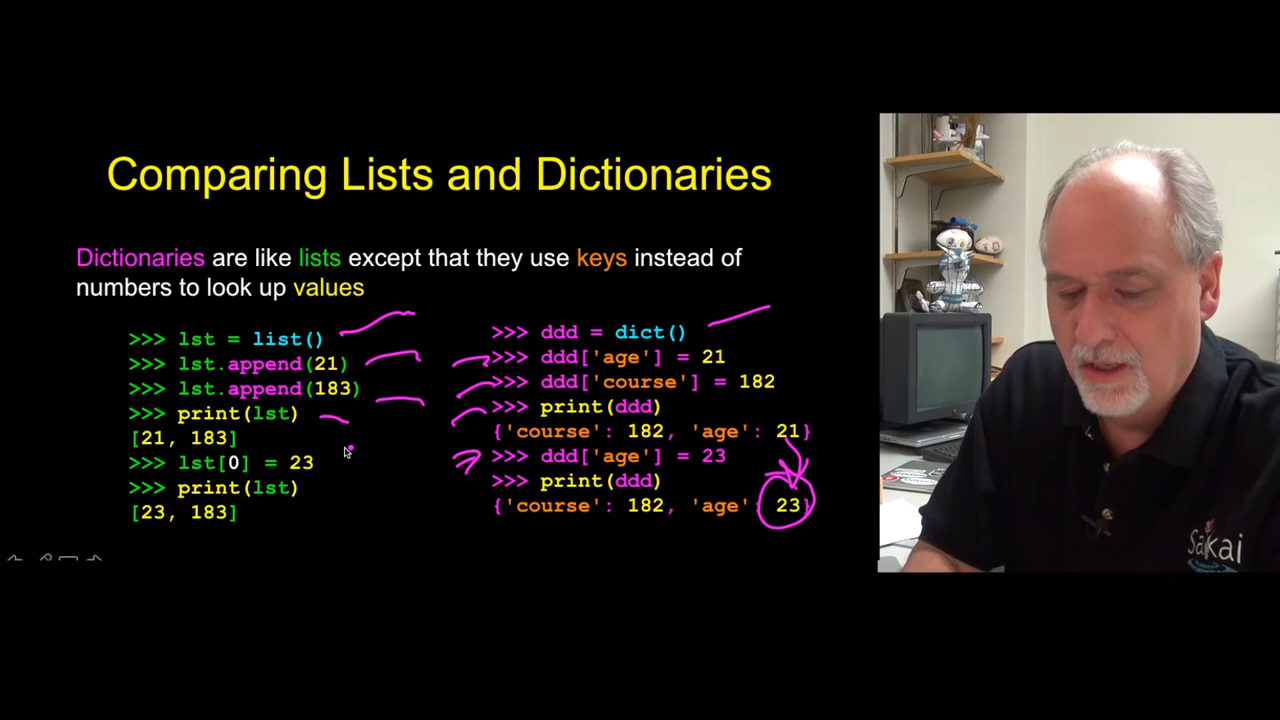 Comparing Lists and Dictionaries
Dictionaries are like lists except that they use keys instead of
numbers to look up values
>>> lst = list()
>>> lst.append(21)
>>> lst.append(183)
>>> print(lst)
[21, 183]
>>> lst[0] = 23
>>> print(lst)
[23, 183]
>>> ddd = dict()
>>> ddd['age'] = 21
>>> ddd['course'] = 182
>>> print(ddd)
{'course': 182, 'age': 21}
>>> ddd['age'] = 23
>>> print(ddd)
{'course': 182, 'age': 23}
Sakai